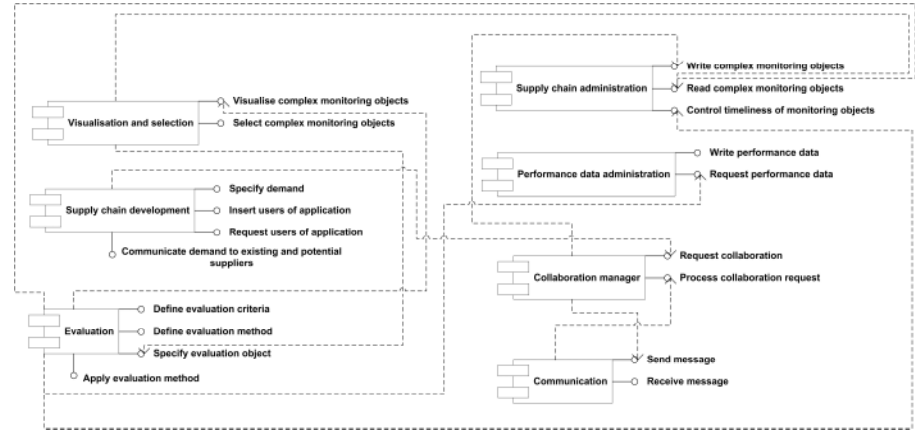 Visualisation and selection
Visualise complex monitoring objects
Select complex monitoring objects
Supply chain development
Specify demand
Insert users of application
Request users of application
Communicate demand to existing and potential
suppliers
Evaluation
Define evaluation criteria
Define evaluation method
Specify evaluation object
Apply evaluation method
Supply chain administration
Write complex monitoring objects
Read complex monitoring objects
Control timeliness of monitoring objects
Performance data administration
Write performance data
Request performance data
Collaboration manager
Request collaboration
Process collaboration request
Communication
Send message
Receive message